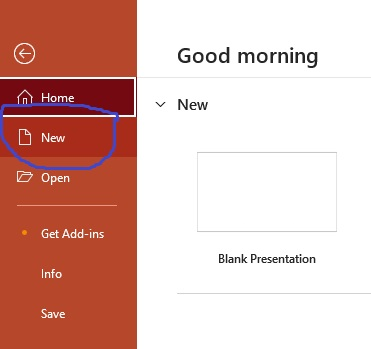 Good morning
Home
New
New
Open
Blank Presentation
Get Add-ins
Info
Save